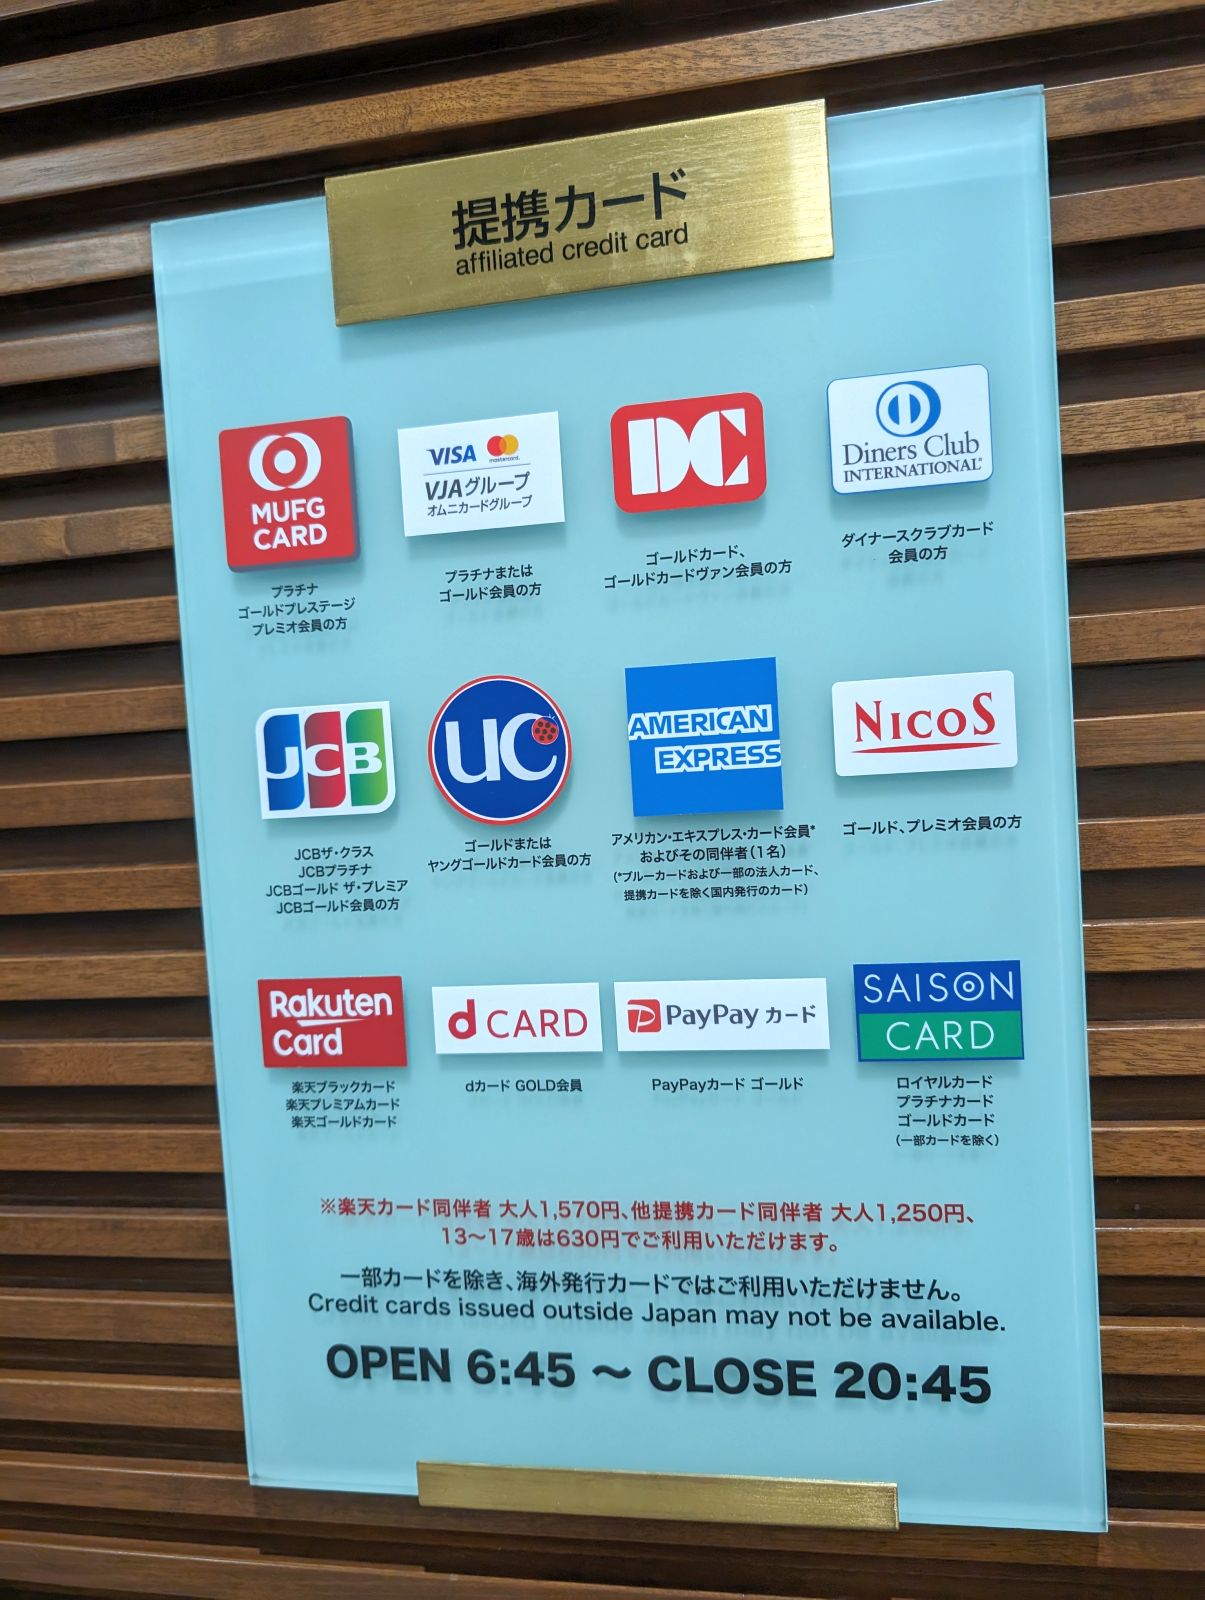 提携カード
affiliated credit card
MUFG
CARD
プラチナ
ゴールドプレステージ
プレミオ会員の方
VISA mastercard.
VJAグループ
オムニカードグループ
プラチナまたは
ゴールド会員の方
DC
ゴールドカード、
ゴールドカードヴァン会員の方
Diners Club
INTERNATIONAL®
ダイナースクラブカード
会員の方
JCB
JCBザ・クラス
JCBプラチナ
JCBゴールド ザ・プレミア
JCBゴールド会員の方
UC
ゴールドまたは
ヤングゴールドカード会員の方
AMERICAN
EXPRESS
アメリカン・エキスプレス・カード会員*
およびその同伴者（1名）
（*ブルーカードおよび一部の法人カード、
提携カードを除く国内発行のカード）
NICOS
ゴールド、プレミオ会員の方
Rakuten
Card
楽天ブラックカード
楽天プレミアムカード
楽天ゴールドカード
d CARD
dカード GOLD会員
PayPay カード
PayPayカード ゴールド
SAISON
CARD
ロイヤルカード
プラチナカード
ゴールドカード
（一部カードを除く）
※楽天カード同伴者 大人1,570円、他提携カード同伴者 大人1,250円、
13〜17歳は630円でご利用いただけます。
一部カードを除き、海外発行カードではご利用いただけません。
Credit cards issued outside Japan may not be available.
OPEN 6:45 〜 CLOSE 20:45